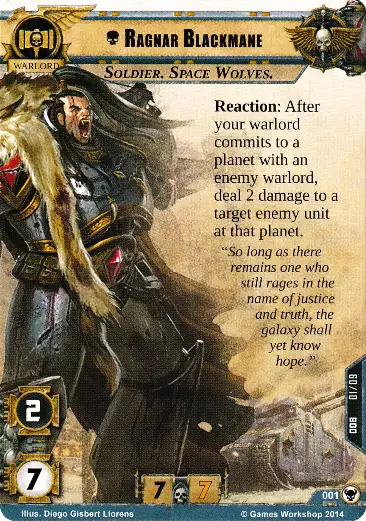 Ragnar Blackmane
WARLORD
Soldier. Space Wolves.
Reaction: After
your warlord
commits to a
planet with an
enemy warlord,
deal 2 damage to a
target enemy unit
at that planet.
“So long as there
remains one who
still rages in the
name of justice
and truth, the
galaxy shall
yet know
hope.”
2
7
7 7
008 01/09
001
Illus. Diego Gisbert Llorens
© Games Workshop 2014